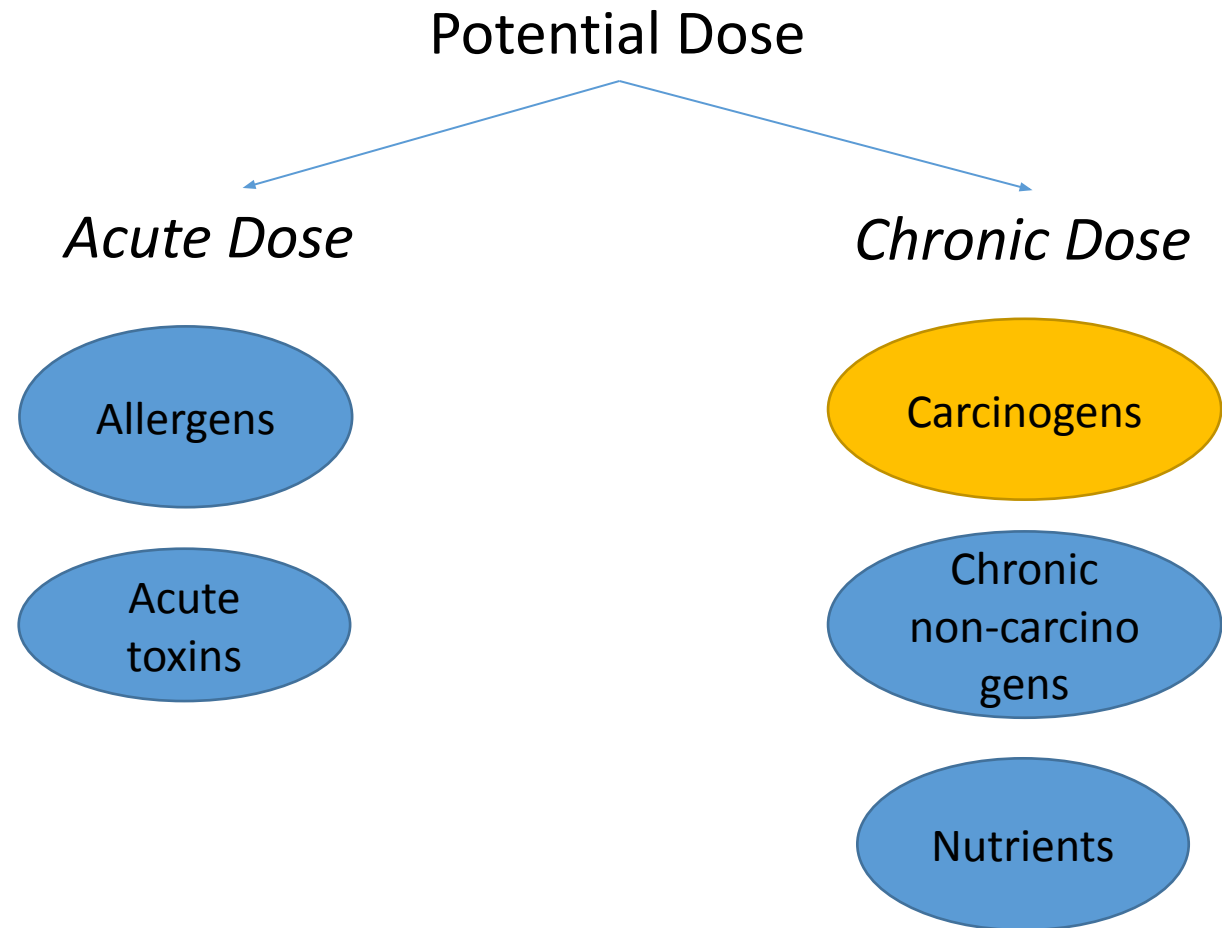 Potential Dose
Acute Dose
Chronic Dose
Allergens
Carcinogens
Acute
toxins
Chronic
non-carcino
gens
Nutrients